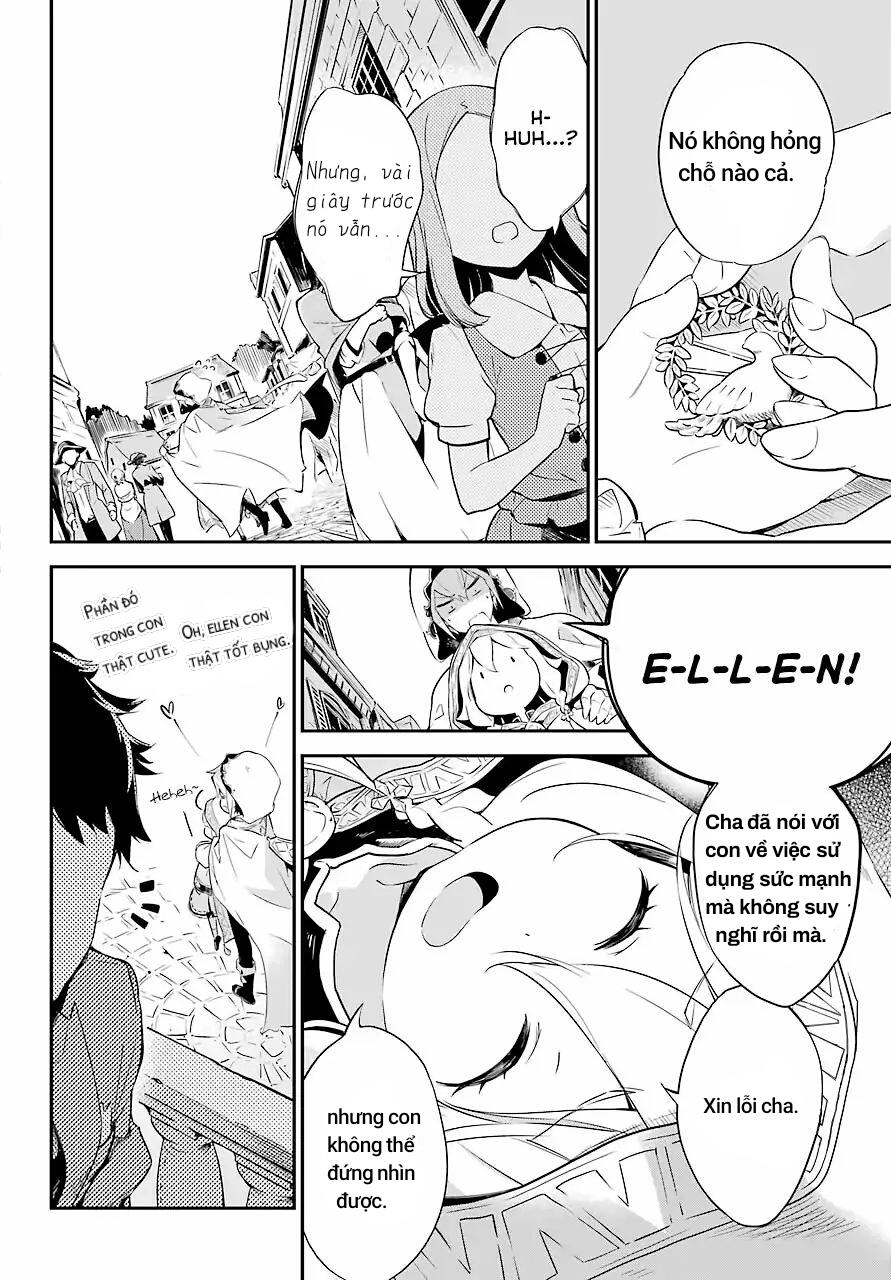 Nó không hỏng
chỗ nào cả.
H-
HUH...?
Nhưng, vài
giây trước
nó vẫn...
E-L-L-E-N!
Cha đã nói với
con về việc sử
dụng sức mạnh
mà không suy
nghĩ rồi mà.
Xin lỗi cha.
nhưng con
không thể
đứng nhìn
được.
OH, ELLEN CON
THẬT TỐT BỤNG.
PHẦN ĐÓ
TRONG CON
THẬT CUTE.
Heheh~